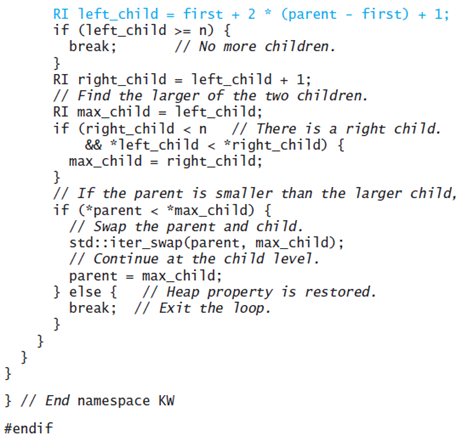 RI left_child = first + 2 * (parent - first) + 1;
if (left_child >= n) {
break; // No more children.
}
RI right_child = left_child + 1;
// Find the larger of the two children.
RI max_child = left_child;
if (right_child < n // There is a right child.
&& *left_child < *right_child) {
max_child = right_child;
}
// If the parent is smaller than the larger child,
if (*parent < *max_child) {
// Swap the parent and child.
std::iter_swap(parent, max_child);
// Continue at the child level.
parent = max_child;
} else { // Heap property is restored.
break; // Exit the loop.
}
}
}
}
} // End namespace KW
#endif